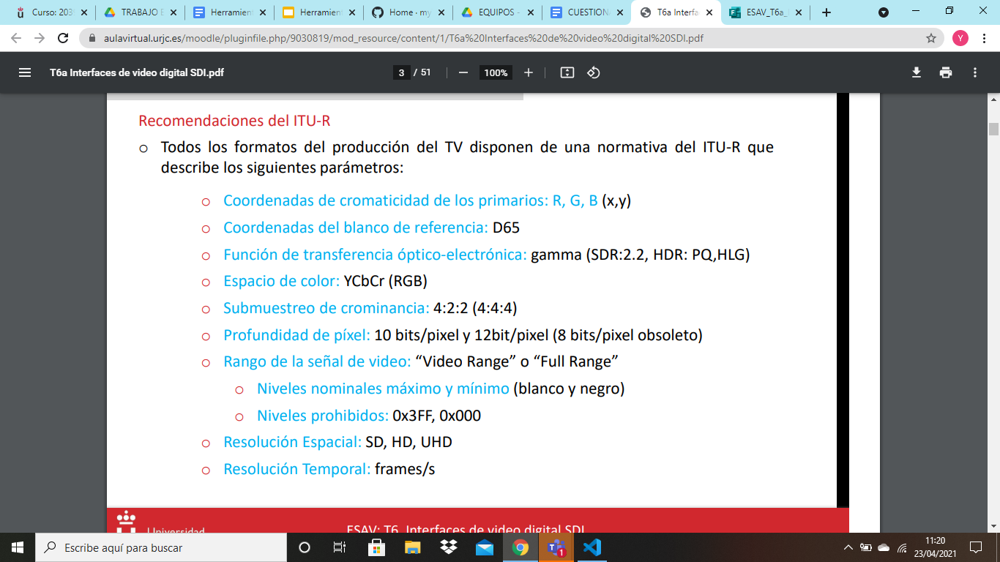 Curso: 203
TRABAJO E
Herramient
Herramient
Home · my
EQUIPOS -
CUESTIONA
T6a Interfa
ESAV_T6a_
aulavirtual.urjc.es/moodle/pluginfile.php/9030819/mod_resource/content/1/T6a%20Interfaces%20de%20video%20digital%20SDI.pdf
Y
T6a Interfaces de video digital SDI.pdf
3 / 51
100%
Recomendaciones del ITU-R
Todos los formatos del producción del TV disponen de una normativa del ITU-R que
describe los siguientes parámetros:
Coordenadas de cromaticidad de los primarios: R, G, B (x,y)
Coordenadas del blanco de referencia: D65
Función de transferencia óptico-electrónica: gamma (SDR:2.2, HDR: PQ,HLG)
Espacio de color: YCbCr (RGB)
Submuestreo de crominancia: 4:2:2 (4:4:4)
Profundidad de píxel: 10 bits/pixel y 12bit/pixel (8 bits/pixel obsoleto)
Rango de la señal de video: “Video Range” o “Full Range”
Niveles nominales máximo y mínimo (blanco y negro)
Niveles prohibidos: 0x3FF, 0x000
Resolución Espacial: SD, HD, UHD
Resolución Temporal: frames/s
Universidad
ESAV: T6. Interfaces de video digital SDI
Escribe aquí para buscar
1
11:20
23/04/2021